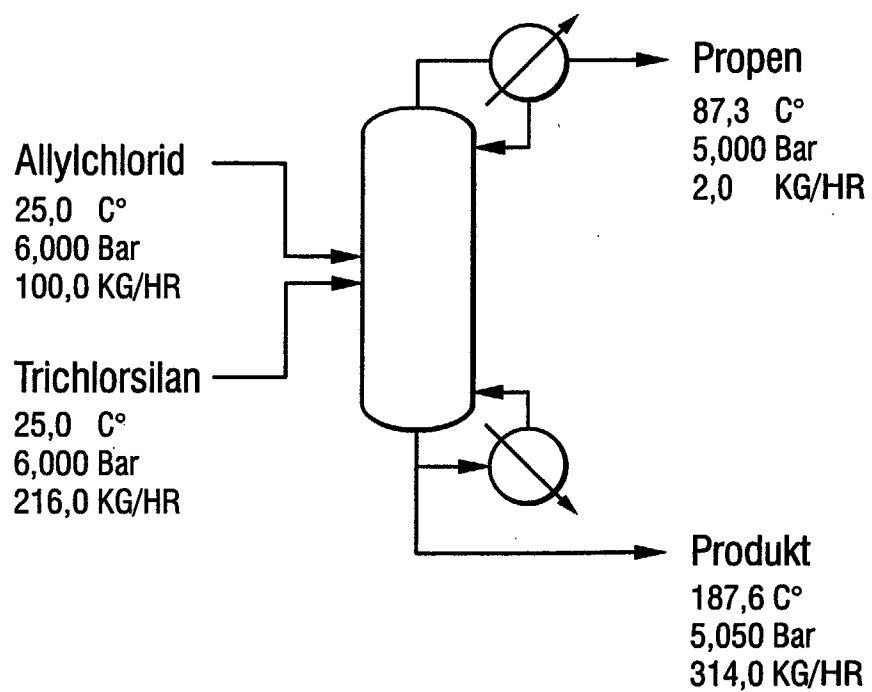 Propen
87,3 C°
5,000 Bar
2,0 KG/HR
Allylchlorid
25,0 C°
6,000 Bar
100,0 KG/HR
Trichlorsilan
25,0 C°
6,000 Bar
216,0 KG/HR
Produkt
187,6 C°
5,050 Bar
314,0 KG/HR